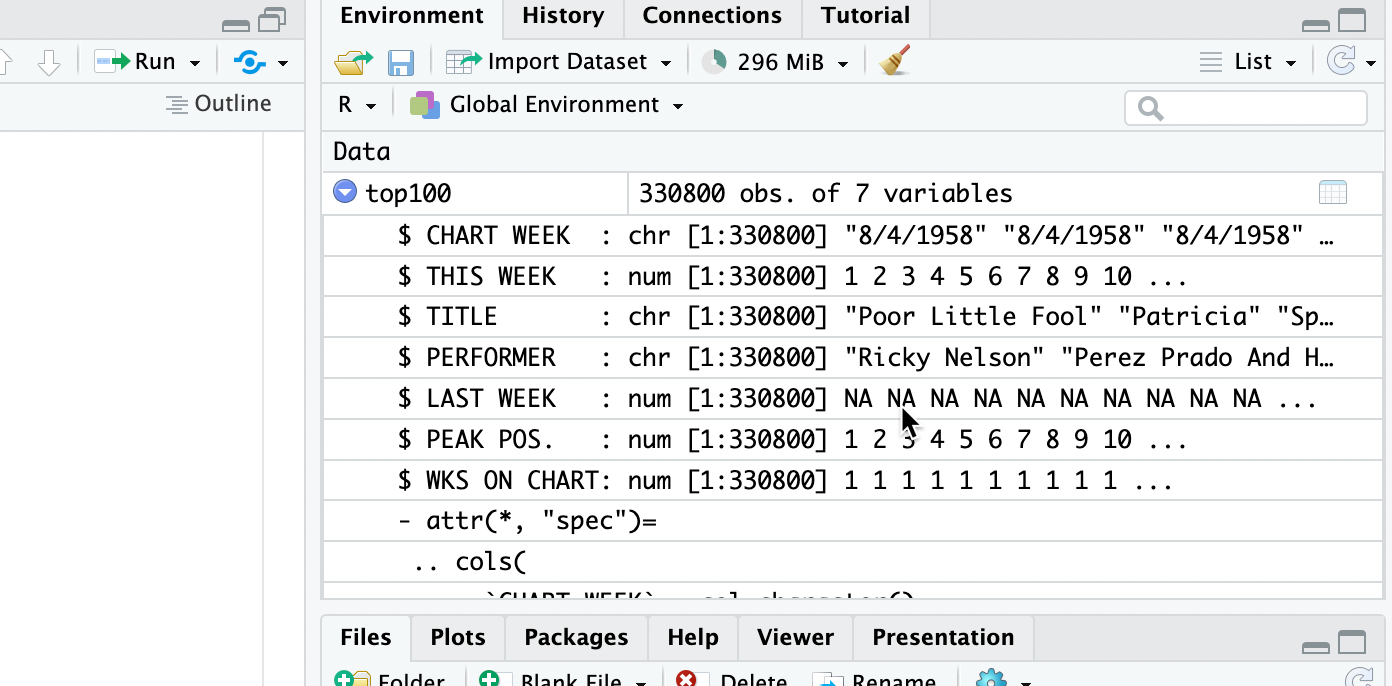 Environment History Connections Tutorial
Run Import Dataset 296 MiB List
Outline R Global Environment
Data
top100 330800 obs. of 7 variables
$ CHART WEEK : chr [1:330800] "8/4/1958" "8/4/1958" "8/4/1958" …
$ THIS WEEK : num [1:330800] 1 2 3 4 5 6 7 8 9 10 ...
$ TITLE : chr [1:330800] "Poor Little Fool" "Patricia" "Sp…
$ PERFORMER : chr [1:330800] "Ricky Nelson" "Perez Prado And H…
$ LAST WEEK : num [1:330800] NA NA NA NA NA NA NA NA NA NA ...
$ PEAK POS. : num [1:330800] 1 2 3 4 5 6 7 8 9 10 ...
$ WKS ON CHART: num [1:330800] 1 1 1 1 1 1 1 1 1 1 ...
- attr(*, "spec")=
.. cols(
`CHART WEEK` col_character()
Files Plots Packages Help Viewer Presentation
Folder Blank File Delete Rename